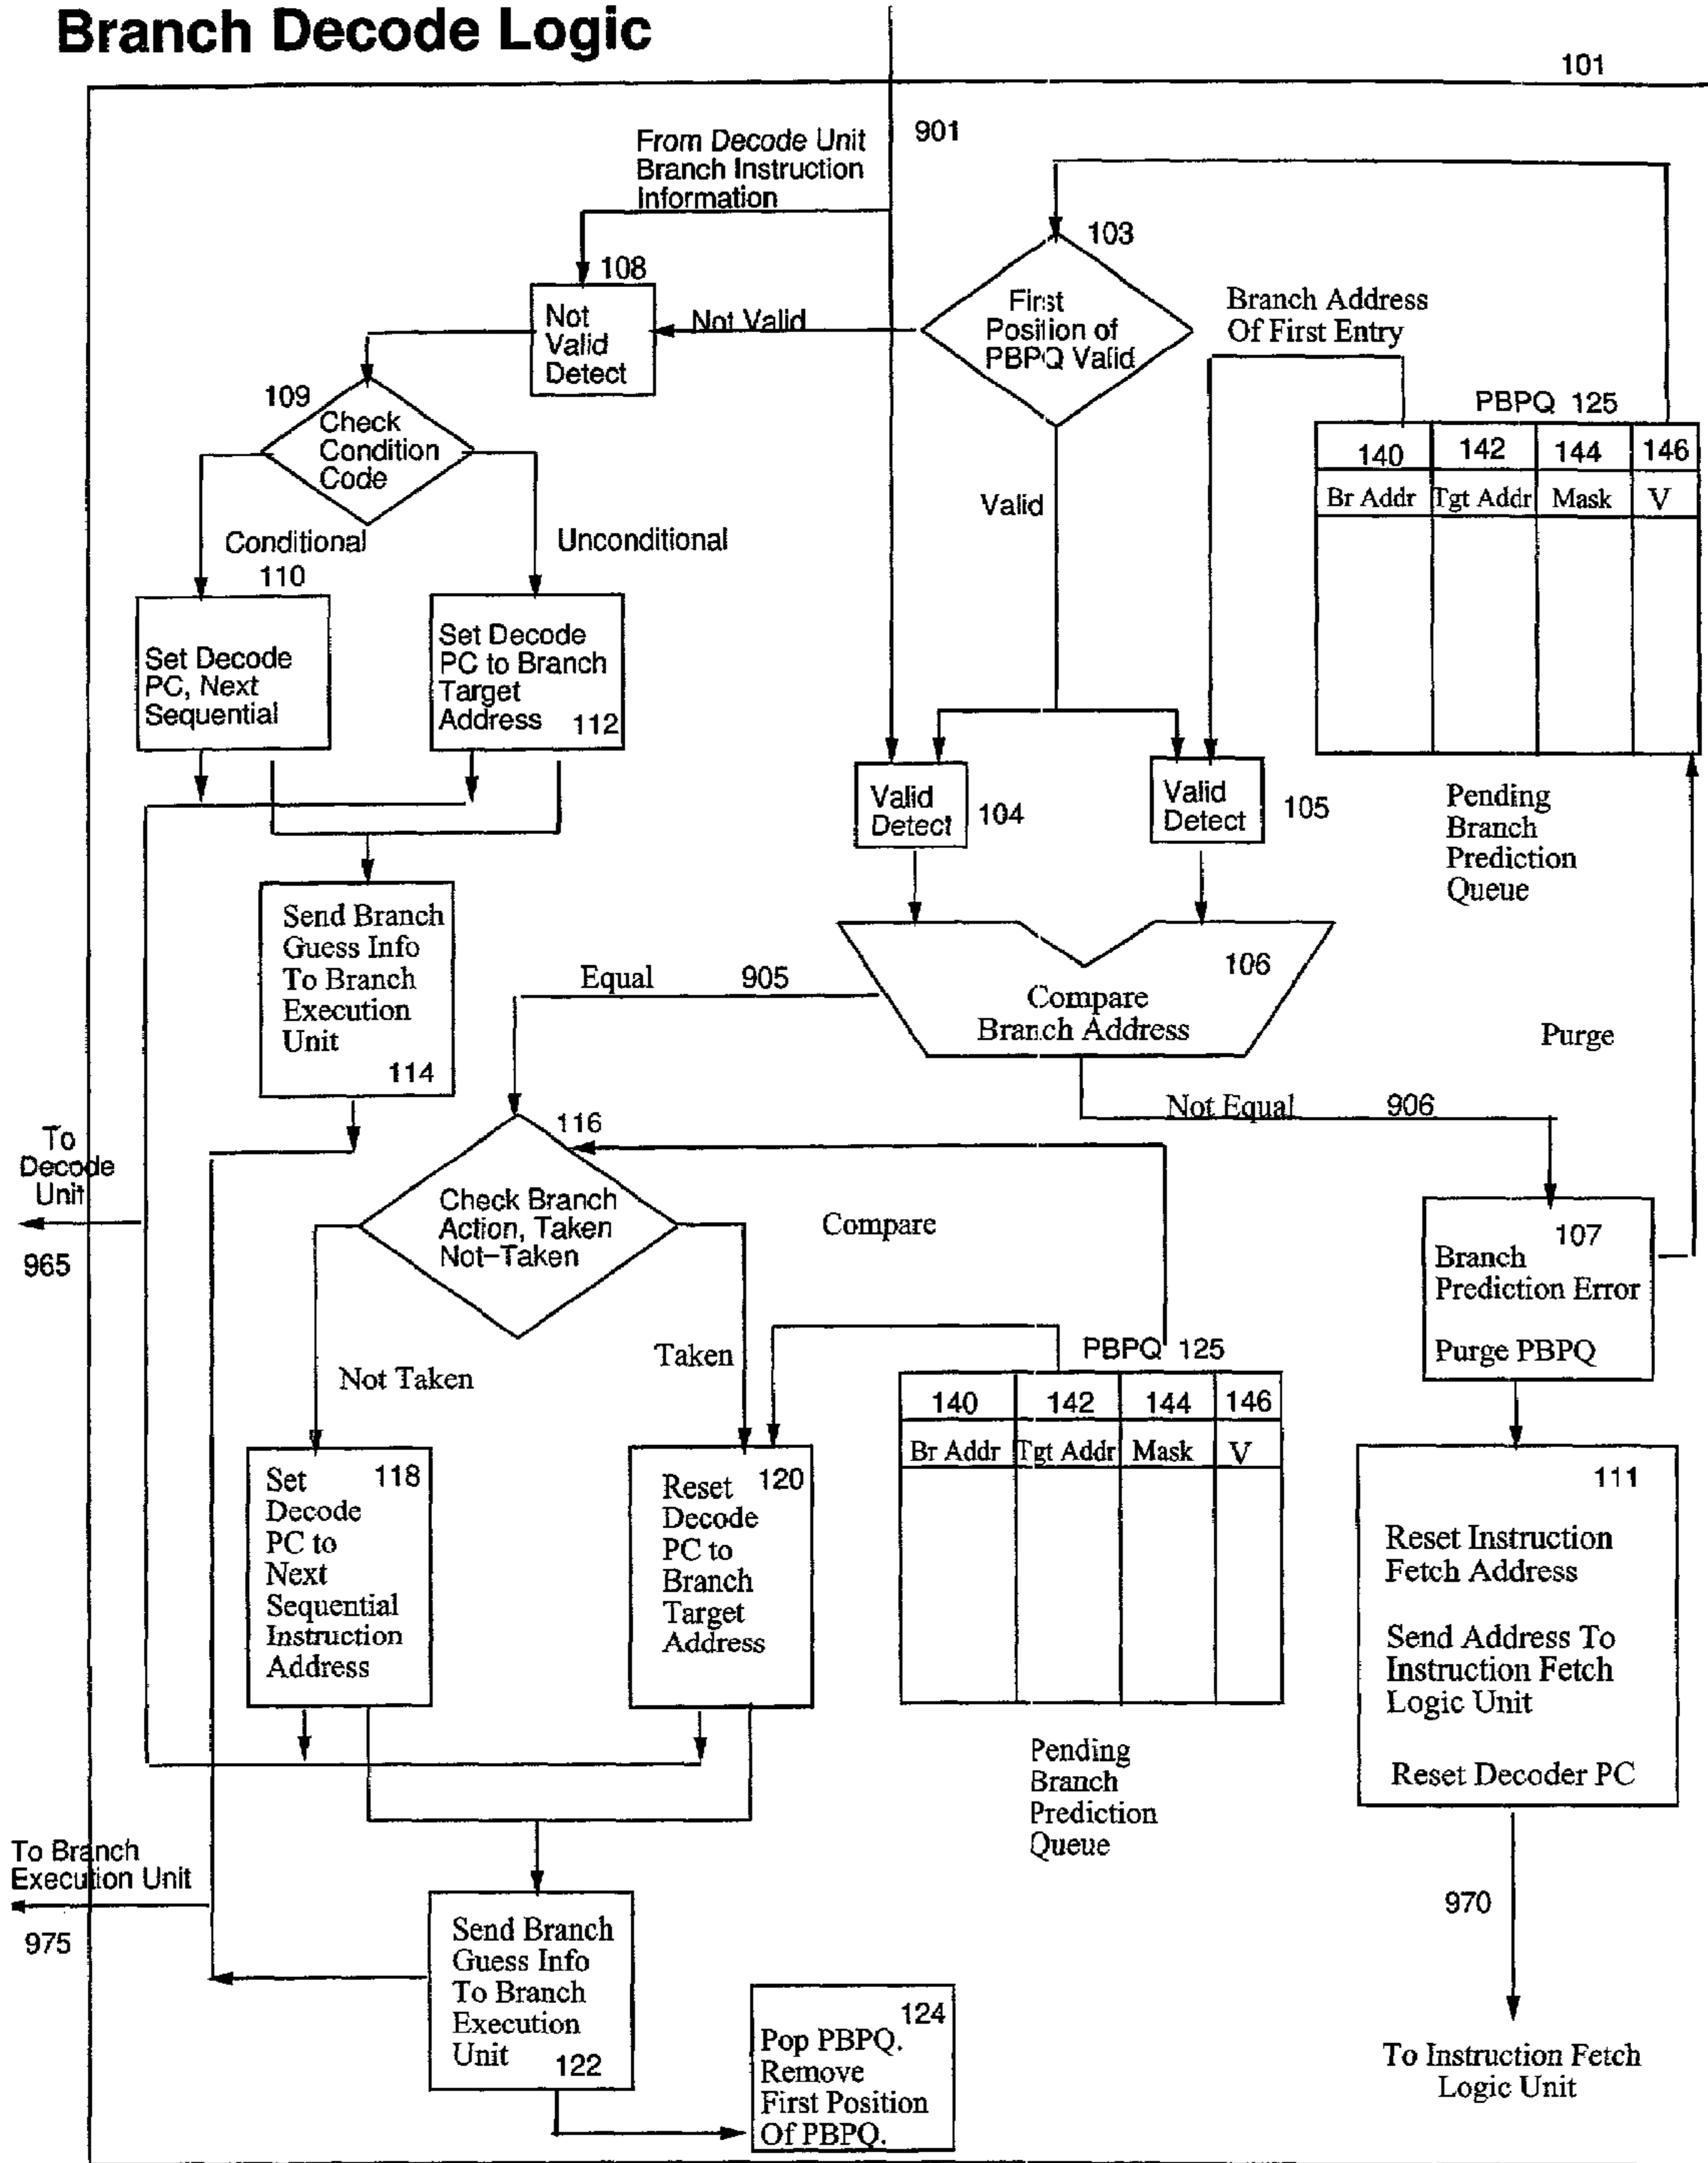 Branch Decode Logic
101
901
From Decode Unit
Branch Instruction
Information
103
First
Position of
PBPQ Valid
108
Not
Valid
Detect
Not Valid
Branch Address
Of First Entry
109
Check
Condition
Code
PBPQ 125
140 142 144 146
Br Addr Tgt Addr Mask V
Valid
Conditional
Unconditional
110
Set Decode
PC, Next
Sequential
Set Decode
PC to Branch
Target
Address 112
Valid
Detect
104
Valid
Detect
105
Pending
Branch
Prediction
Queue
Send Branch
Guess Info
To Branch
Execution
Unit
114
Equal 905
106
Compare
Branch Address
Purge
Not Equal 906
To
Decode
Unit
965
116
Check Branch
Action, Taken
Not-Taken
Compare
107
Branch
Prediction Error
Purge PBPQ
Not Taken
Taken
PBPQ 125
140 142 144 146
Br Addr Tgt Addr Mask V
Set 118
Decode
PC to
Next
Sequential
Instruction
Address
120
Reset
Decode
PC to
Branch
Target
Address
111
Reset Instruction
Fetch Address
Send Address To
Instruction Fetch
Logic Unit
Reset Decoder PC
Pending
Branch
Prediction
Queue
To Branch
Execution Unit
975
970
Send Branch
Guess Info
To Branch
Execution
Unit
122
124
Pop PBPQ.
Remove
First Position
Of PBPQ.
To Instruction Fetch
Logic Unit